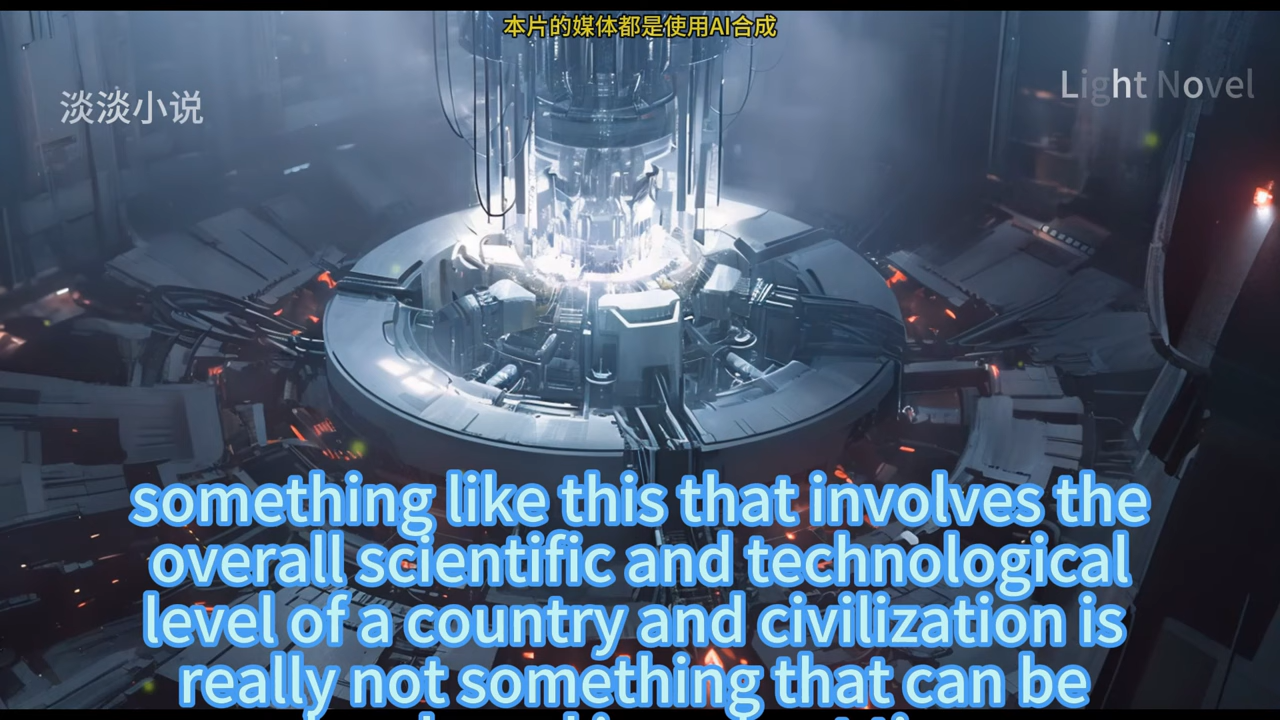 本片的媒体都是使用AI合成
淡淡小说
Light Novel
something like this that involves the
overall scientific and technological
level of a country and civilization is
really not something that can be